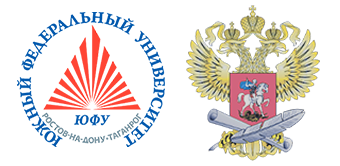 ЮЖНЫЙ ФЕДЕРАЛЬНЫЙ УНИВЕРСИТЕТ
ЮФУ
РОСТОВ-НА-ДОНУ•ТАГАНРОГ